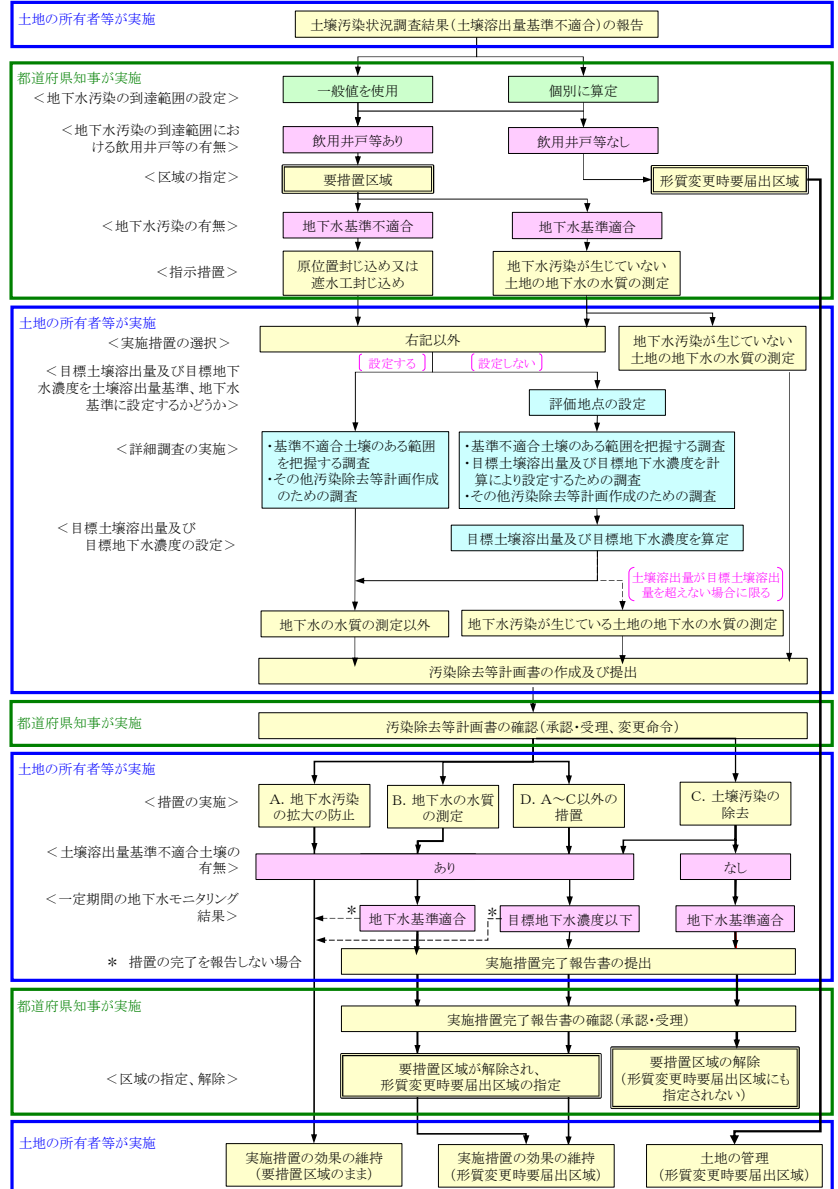 土地の所有者等が実施
土壌汚染状況調査結果(土壌溶出量基準不適合)の報告
都道府県知事が実施
<地下水汚染の到達範囲の設定>
一般値を使用
個別に算定
<地下水汚染の到達範囲にお
ける飲用井戸等の有無>
飲用井戸等あり
飲用井戸等なし
<区域の指定>
要措置区域
形質変更時要届出区域
<地下水汚染の有無>
地下水基準不適合
地下水基準適合
<指示措置>
原位置封じ込め又は
遮水工封じ込め
地下水汚染が生じていない
土地の地下の水質の測定
土地の所有者等が実施
<実施措置の選択>
右記以外
地下水汚染が生じていない
土地の地下水の水質の測定
設定する
設定しない
<目標土壌溶出量及び目標地下
水濃度を土壌溶出量基準、地下水
基準に設定するかどうか>
評価地点の設定
<詳細調査の実施>
・基準不適合土壌のある範囲
を把握する調査
・その他汚染除去等計画作成
のための調査
・基準不適合土壌のある範囲を把握する調査
・目標土壌溶出量及び目標地下水濃度を計
算により設定するための調査
・その他汚染除去等計画作成のための調査
<目標土壌溶出量及び
目標地下水濃度の設定>
目標土壌溶出量及び目標地下水濃度を算定
土壌溶出量が目標土壌溶出
量を超えない場合に限る
地下水の水質の測定以外
地下水汚染が生じている土地の地下水の水質の測定
汚染除去等計画書の作成及び提出
都道府県知事が実施
汚染除去等計画書の確認(承認・受理、変更命令)
土地の所有者等が実施
<措置の実施>
A. 地下水汚染
の拡大の防止
B. 地下水の水質
の測定
D. A～C以外の
措置
C. 土壌汚染の
除去
<土壌溶出量基準不適合土壌の
有無>
あり
なし
<一定期間の地下水モニタリング
結果>
*
地下水基準適合
*
目標地下水濃度以下
地下水基準適合
* 措置の完了を報告しない場合
実施措置完了報告書の提出
都道府県知事が実施
実施措置完了報告書の確認(承認・受理)
<区域の指定、解除>
要措置区域が解除され、
形質変更時要届出区域の指定
要措置区域の解除
(形質変更時要届出区域にも
指定されない)
土地の所有者等が実施
実施措置の効果の維持
(要措置区域のまま)
実施措置の効果の維持
(形質変更時要届出区域)
土地の管理
(形質変更時要届出区域)